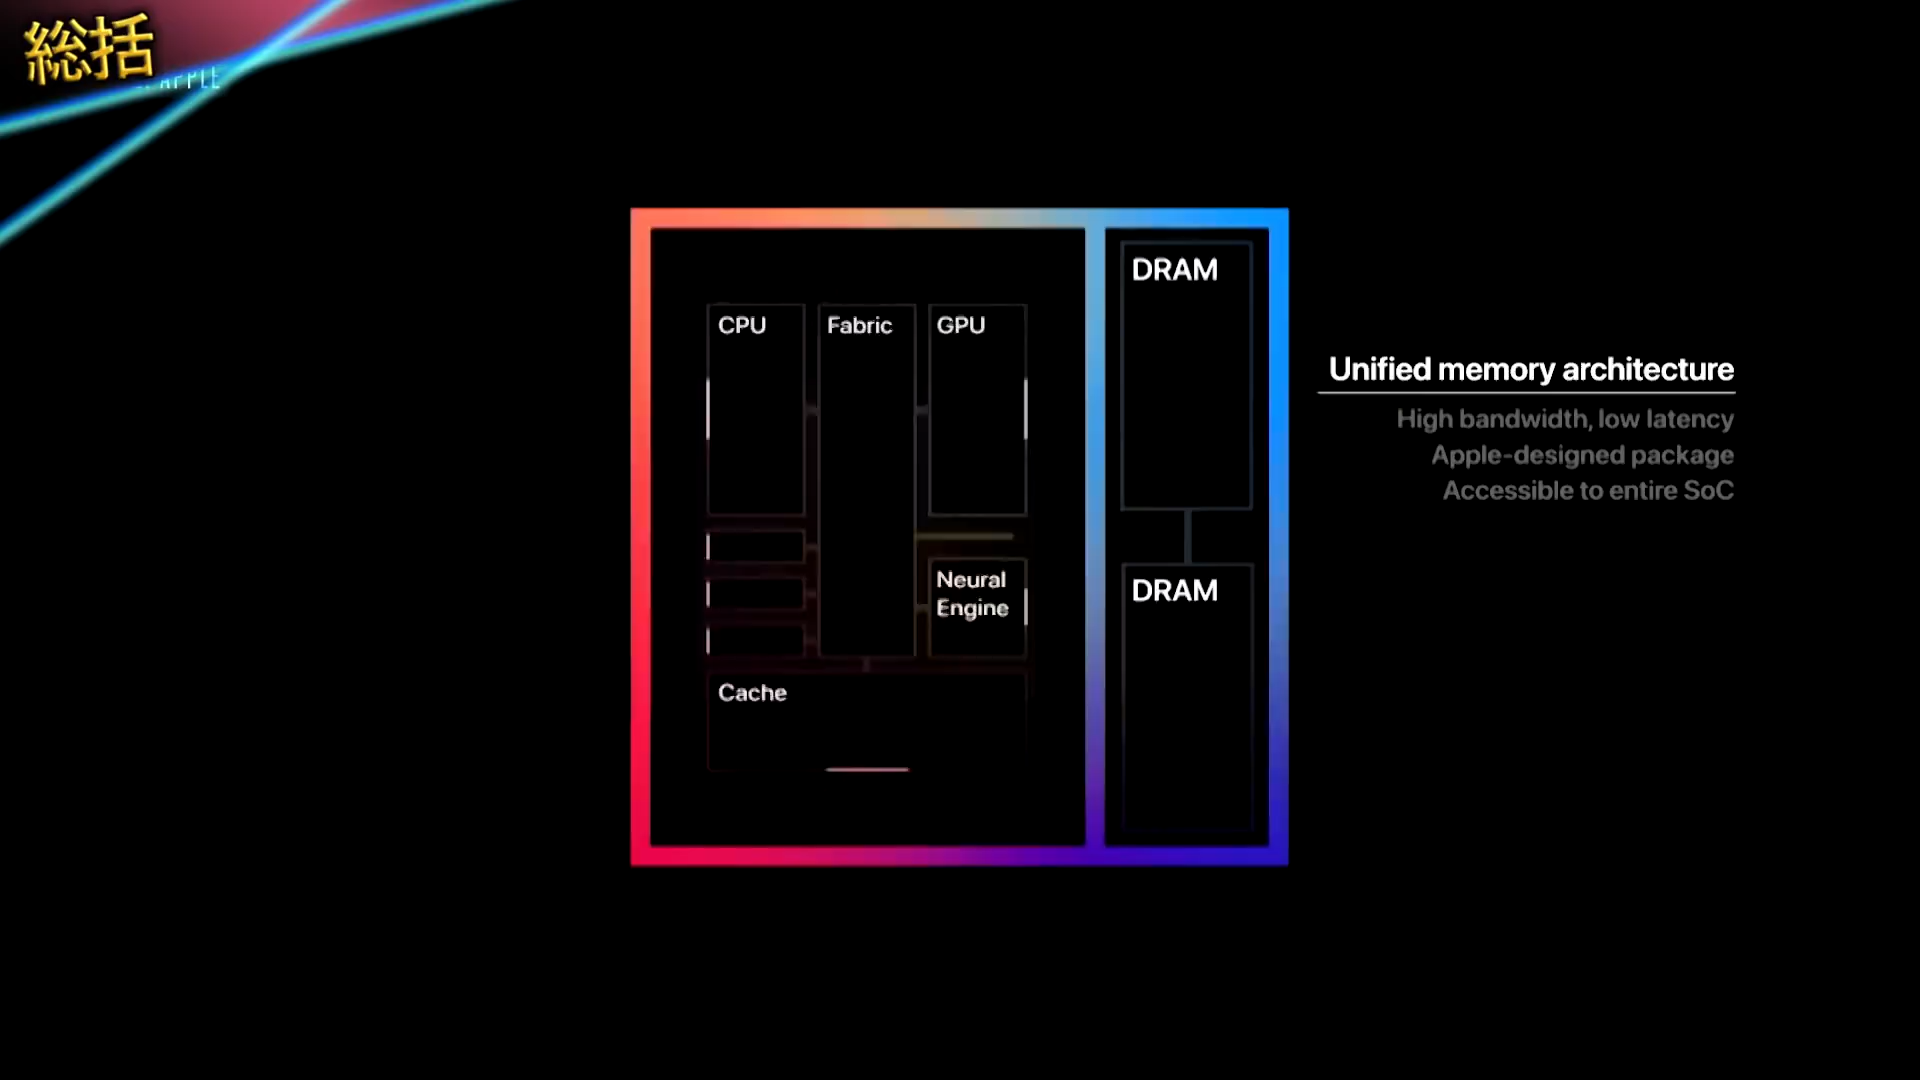 総括
APPLE
CPU
Fabric
GPU
Neural
Engine
Cache
DRAM
DRAM
Unified memory architecture
High bandwidth, low latency
Apple-designed package
Accessible to entire SoC